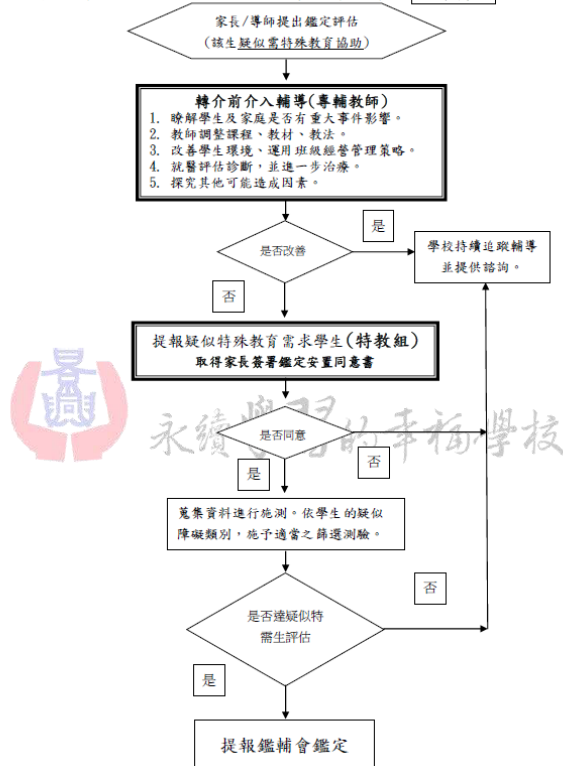 家長/導師提出鑑定評估
(該生疑似需特殊教育協助)
轉介前介入輔導(專輔教師)
1. 瞭解學生及家庭是否有重大事件影響。
2. 教師調整課程、教材、教法。
3. 改善學生環境、運用班級經營管理策略。
4. 就醫評估診斷，並進一步治療。
5. 探究其他可能造成因素。
是否改善
是
學校持續追蹤輔導
並提供諮詢。
否
提報疑似特殊教育需求學生(特教組)
取得家長簽署鑑定安置同意書
永續學習的幸福學校
是否同意
否
是
蒐集資料進行施測。依學生的疑似
障礙類別，施予適當之篩選測驗。
否
是否達疑似特
需生評估
是
提報鑑輔會鑑定